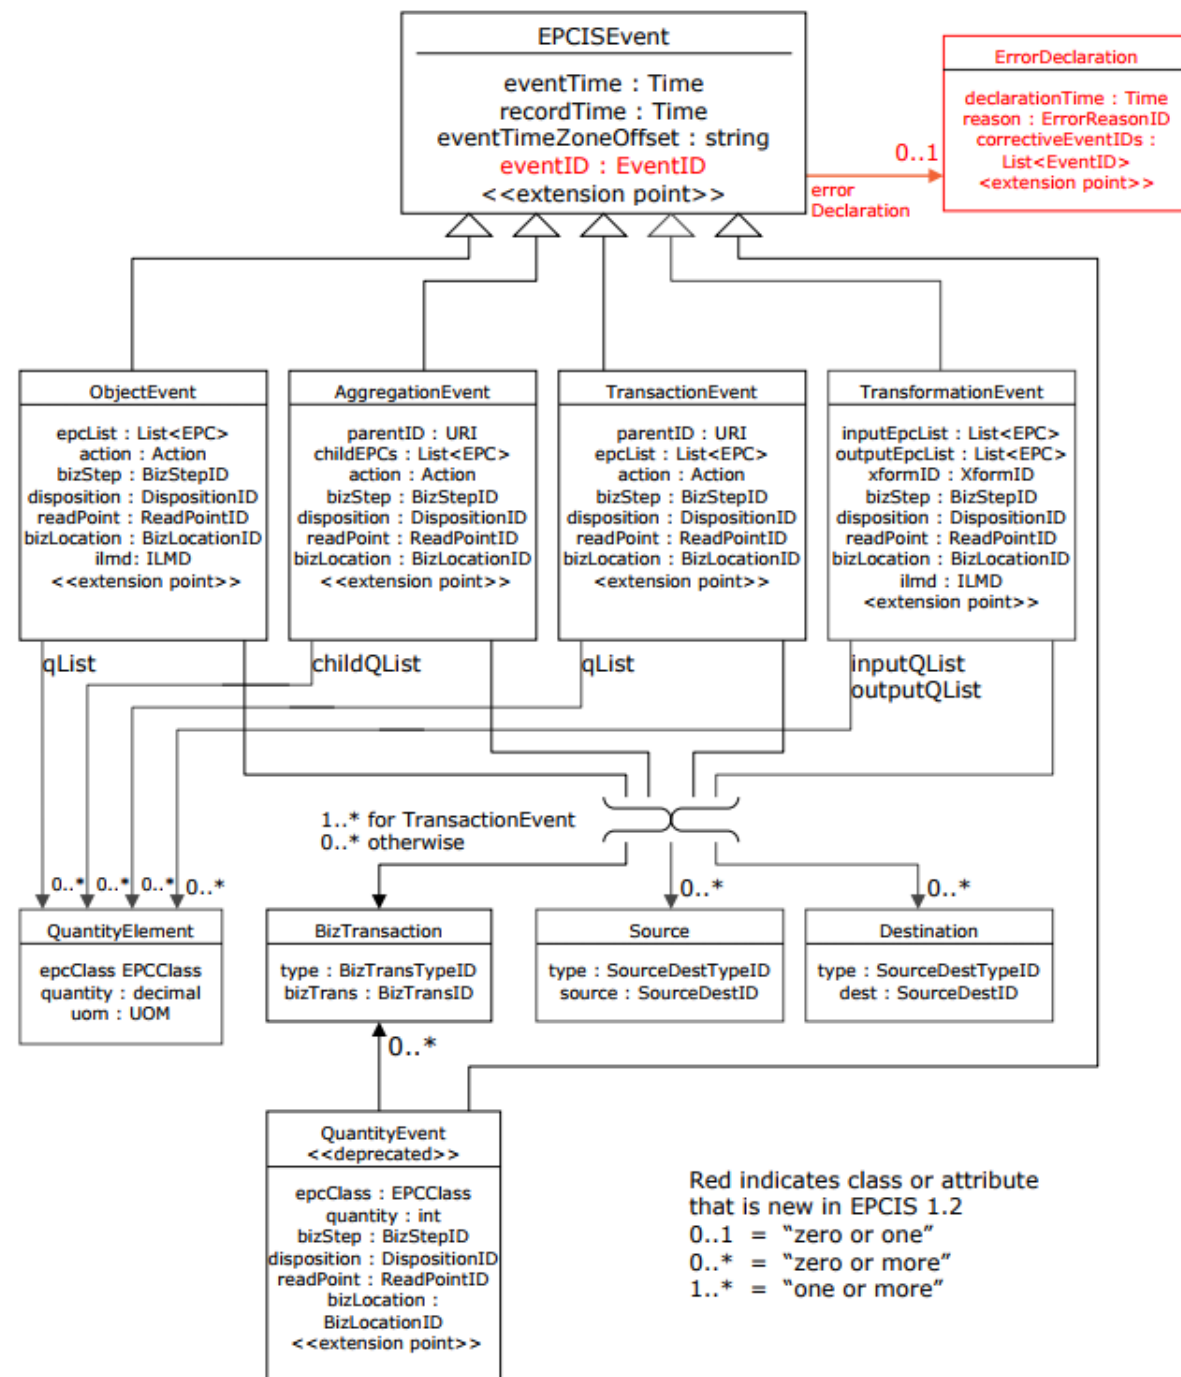 EPCISEvent
eventTime : Time
recordTime : Time
eventTimeZoneOffset : string
eventID : EventID
<<extension point>>
0..1
error
Declaration
ErrorDeclaration
declarationTime : Time
reason : ErrorReasonID
correctiveEventIDs :
List<EventID>
<extension point>>
ObjectEvent
epcList : List<EPC>
action : Action
bizStep : BizStepID
disposition : DispositionID
readPoint : ReadPointID
bizLocation : BizLocationID
ilmd: ILMD
<<extension point>>
AggregationEvent
parentID : URI
childEPCs : List<EPC>
action : Action
bizStep : BizStepID
disposition : DispositionID
readPoint : ReadPointID
bizLocation : BizLocationID
<<extension point>>
TransactionEvent
parentID : URI
epcList : List<EPC>
action : Action
bizStep : BizStepID
disposition : DispositionID
readPoint : ReadPointID
bizLocation : BizLocationID
<extension point>>
TransformationEvent
inputEpcList : List<EPC>
outputEpcList : List<EPC>
xformID : XformID
bizStep : BizStepID
disposition : DispositionID
readPoint : ReadPointID
bizLocation : BizLocationID
ilmd : ILMD
<extension point>>
qList
childQList
qList
inputQList
outputQList
1..* for TransactionEvent
0..* otherwise
0..*
0..*
0..*
0..*
0..*
0..*
QuantityElement
epcClass EPCClass
quantity : decimal
uom : UOM
BizTransaction
type : BizTransTypeID
bizTrans : BizTransID
Source
type : SourceDestTypeID
source : SourceDestID
Destination
type : SourceDestTypeID
dest : SourceDestID
0..*
QuantityEvent
<<deprecated>>
epcClass : EPCClass
quantity : int
bizStep : BizStepID
disposition : DispositionID
readPoint : ReadPointID
bizLocation :
BizLocationID
<<extension point>>
Red indicates class or attribute
that is new in EPCIS 1.2
0..1 = “zero or one”
0..* = “zero or more”
1..* = “one or more”